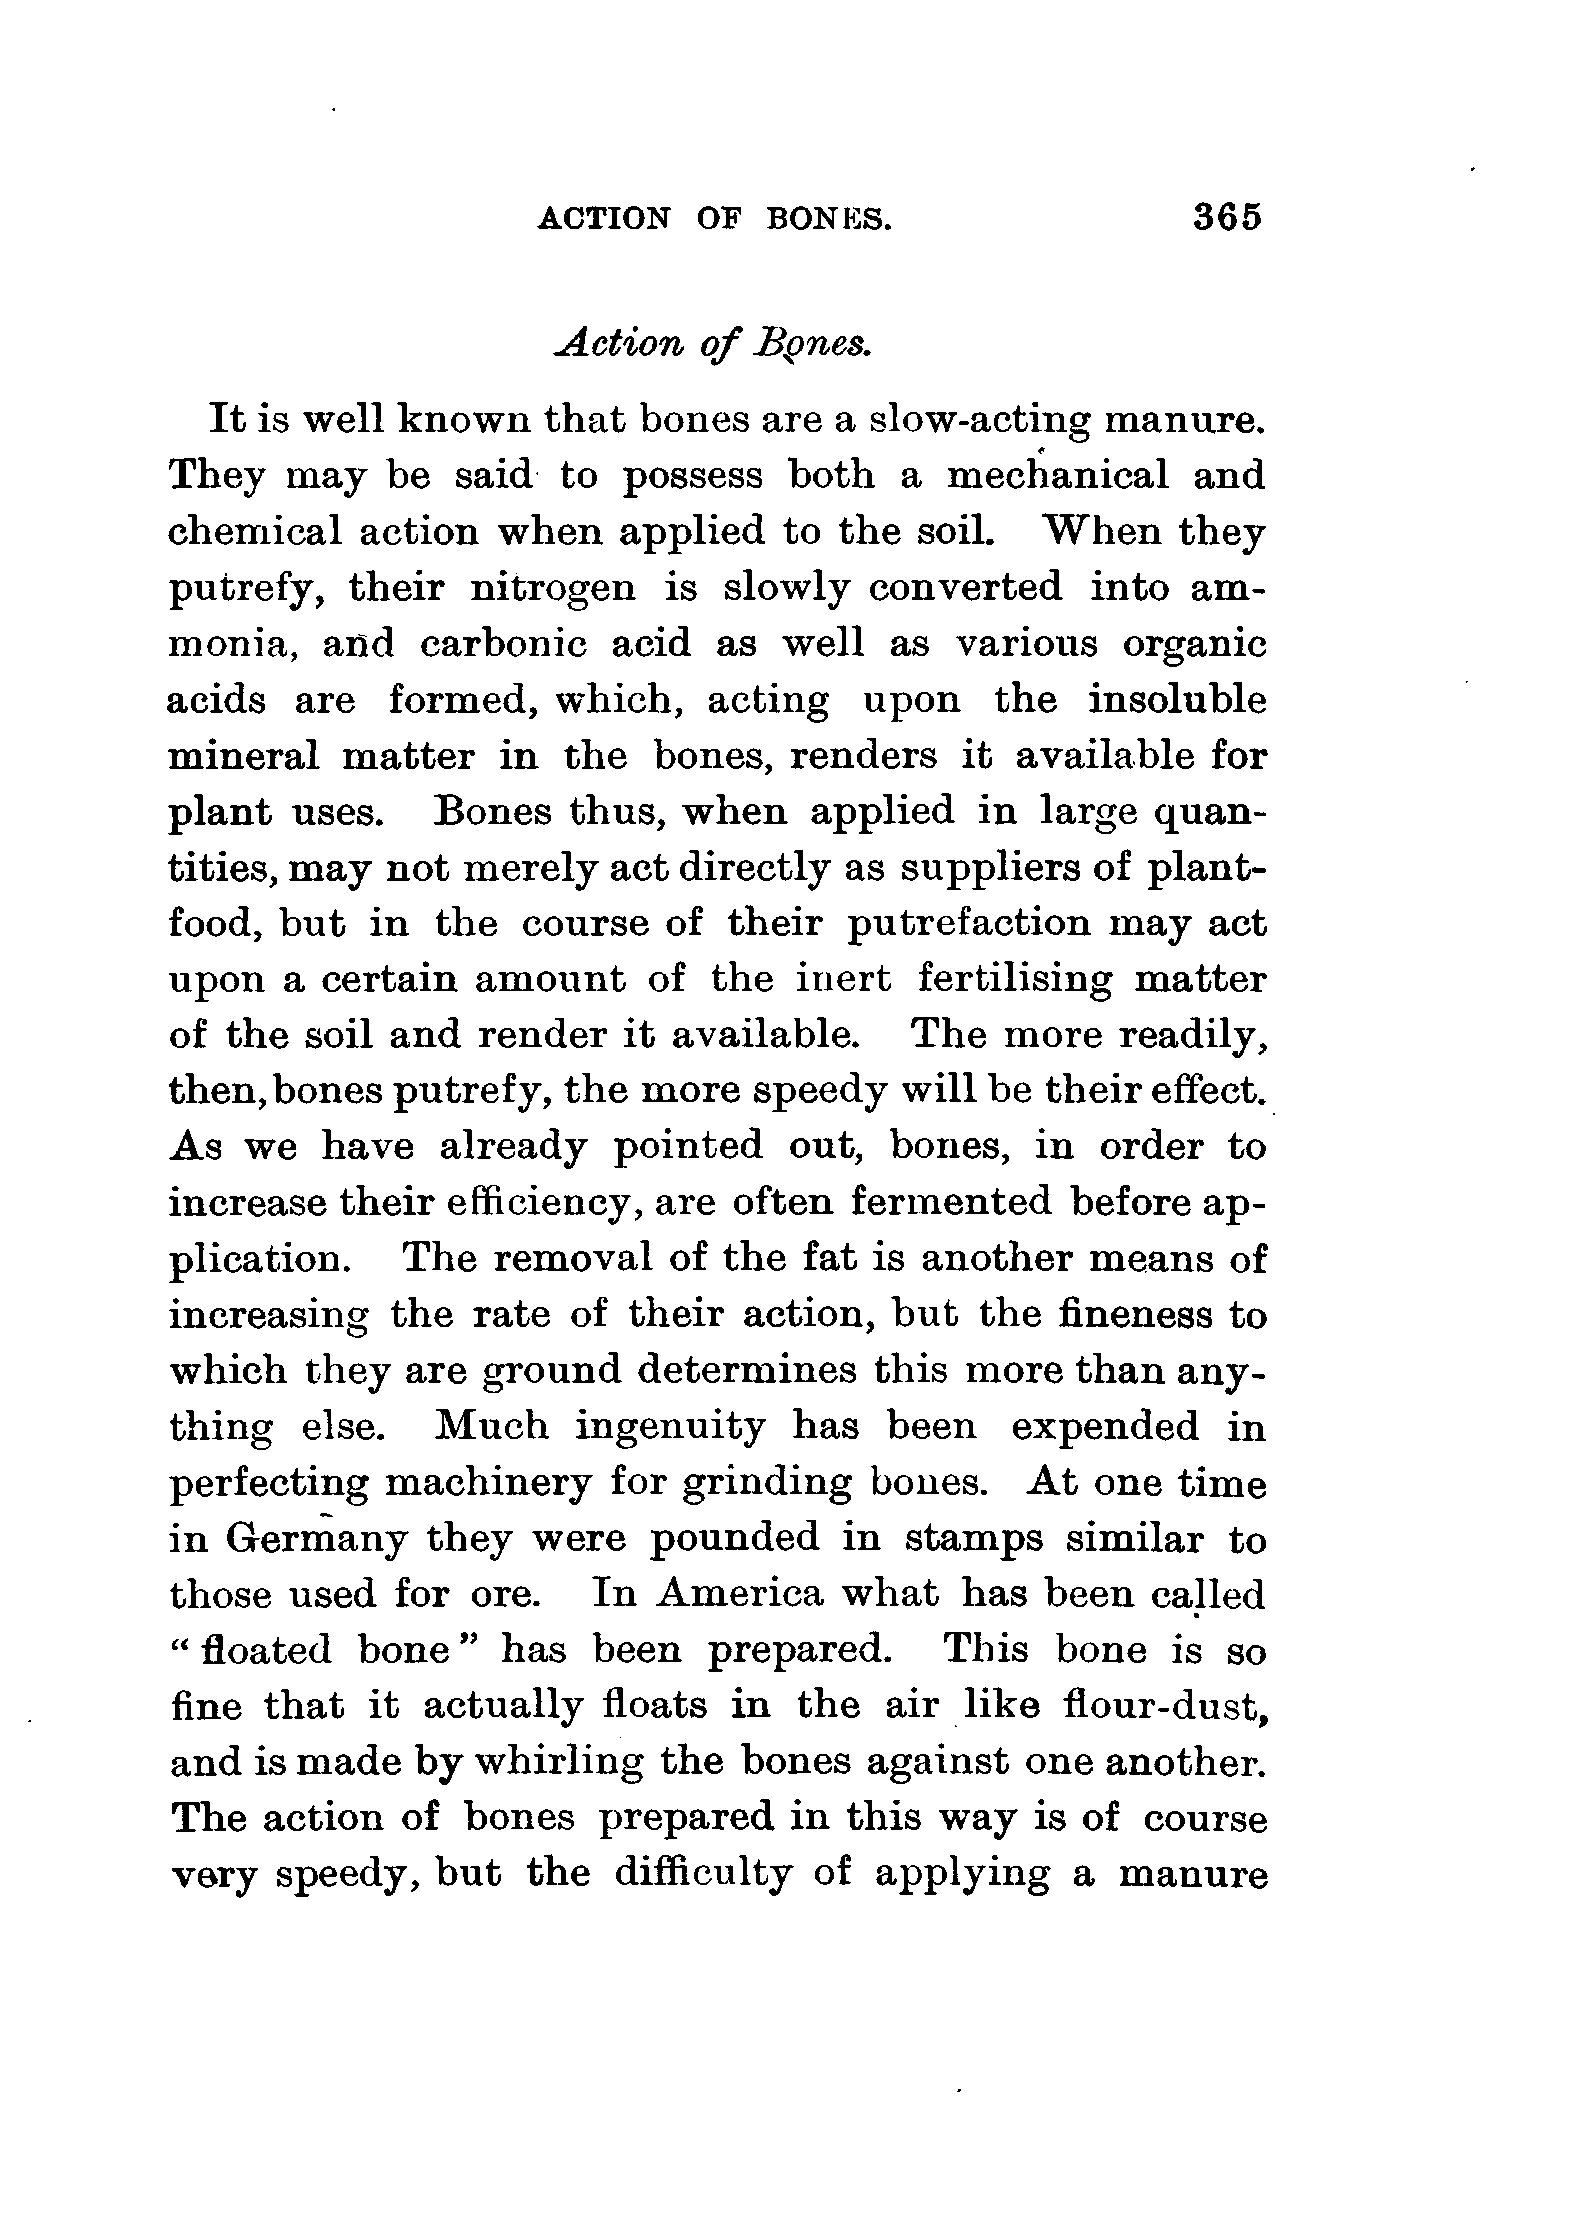 ACTION OF BONES. 365
Action of Bones.
It is well known that bones are a slow-acting manure.
They may be said to possess both a mechanical and
chemical action when applied to the soil. When they
putrefy, their nitrogen is slowly converted into am-
monia, and carbonic acid as well as various organic
acids are formed, which, acting upon the insoluble
mineral matter in the bones, renders it available for
plant uses. Bones thus, when applied in large quan-
tities, may not merely act directly as suppliers of plant-
food, but in the course of their putrefaction may act
upon a certain amount of the inert fertilising matter
of the soil and render it available. The more readily,
then, bones putrefy, the more speedy will be their effect.
As we have already pointed out, bones, in order to
increase their efficiency, are often fermented before ap-
plication. The removal of the fat is another means of
increasing the rate of their action, but the fineness to
which they are ground determines this more than any-
thing else. Much ingenuity has been expended in
perfecting machinery for grinding bones. At one time
in Germany they were pounded in stamps similar to
those used for ore. In America what has been called
“floated bone” has been prepared. This bone is so
fine that it actually floats in the air like flour-dust,
and is made by whirling the bones against one another.
The action of bones prepared in this way is of course
very speedy, but the difficulty of applying a manure